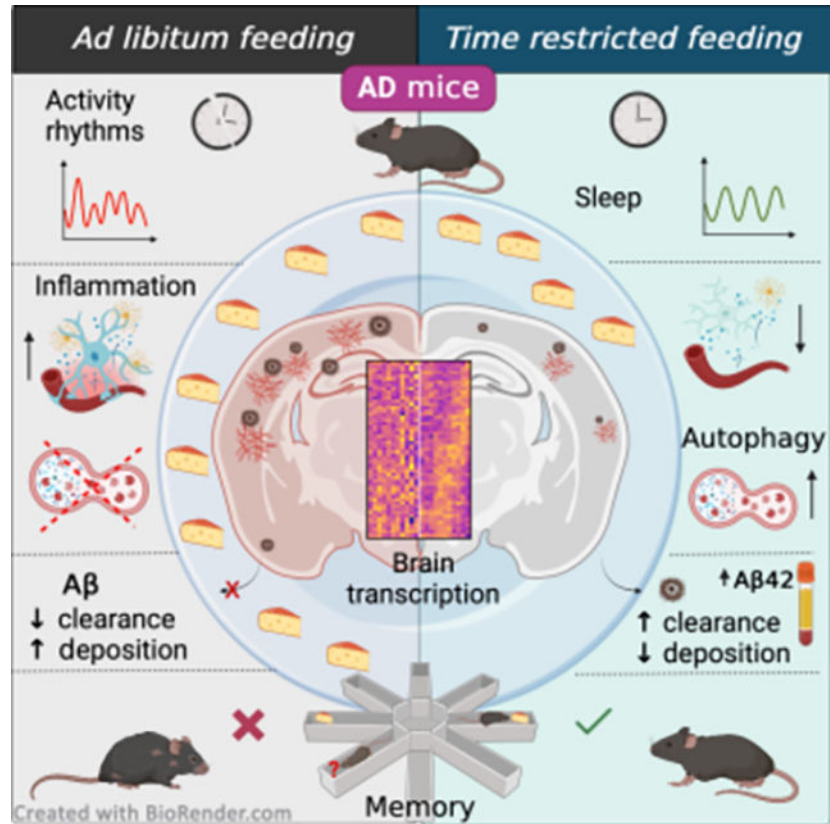 Ad libitum feeding
Time restricted feeding
AD mice
Activity
rhythms
Sleep
Inflammation
Autophagy
Brain
transcription
Aβ
↓ clearance
↑ deposition
↑Aβ42
↑ clearance
↓ deposition
?
Memory
Created with BioRender.com